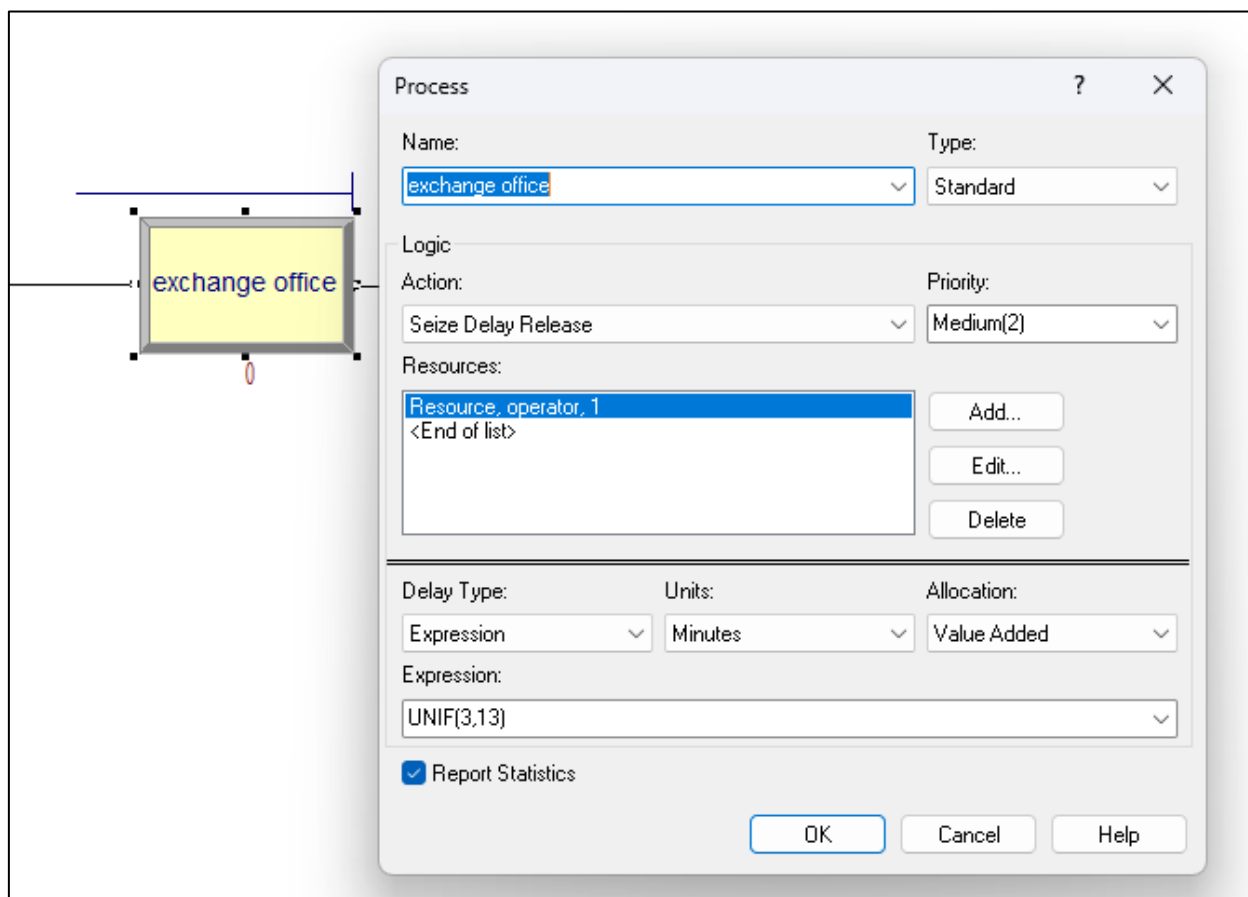 exchange office
0
Process
?
Name:
Type:
exchange office
Standard
Logic
Action:
Priority:
Seize Delay Release
Medium(2)
Resources:
Resource, operator, 1
<End of list>
Add...
Edit...
Delete
Delay Type:
Units:
Allocation:
Expression
Minutes
Value Added
Expression:
UNIF(3,13)
Report Statistics
OK
Cancel
Help